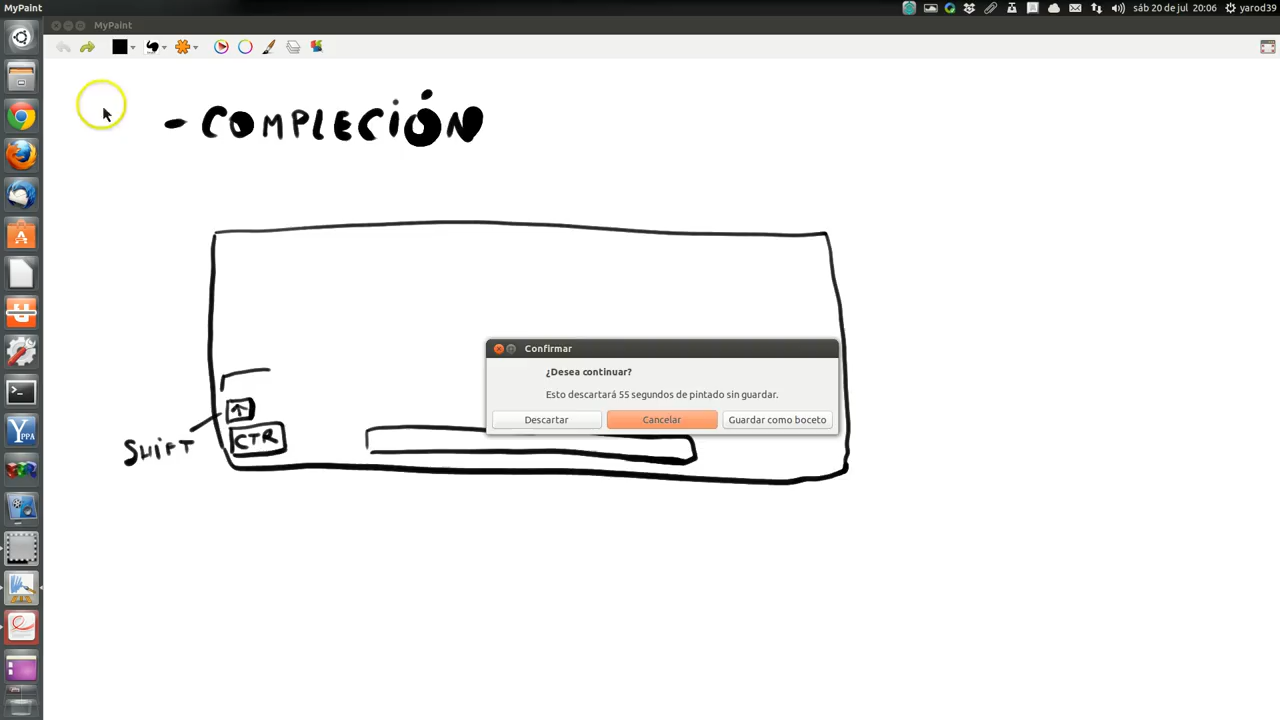 MyPaint
sáb 20 de jul 20:06
yarod39
MyPaint
- COMPLECIÓN
Confirmar
¿Desea continuar?
Esto descartará 55 segundos de pintado sin guardar.
Descartar
Cancelar
Guardar como boceto
SHIFT
CTR
YPPA